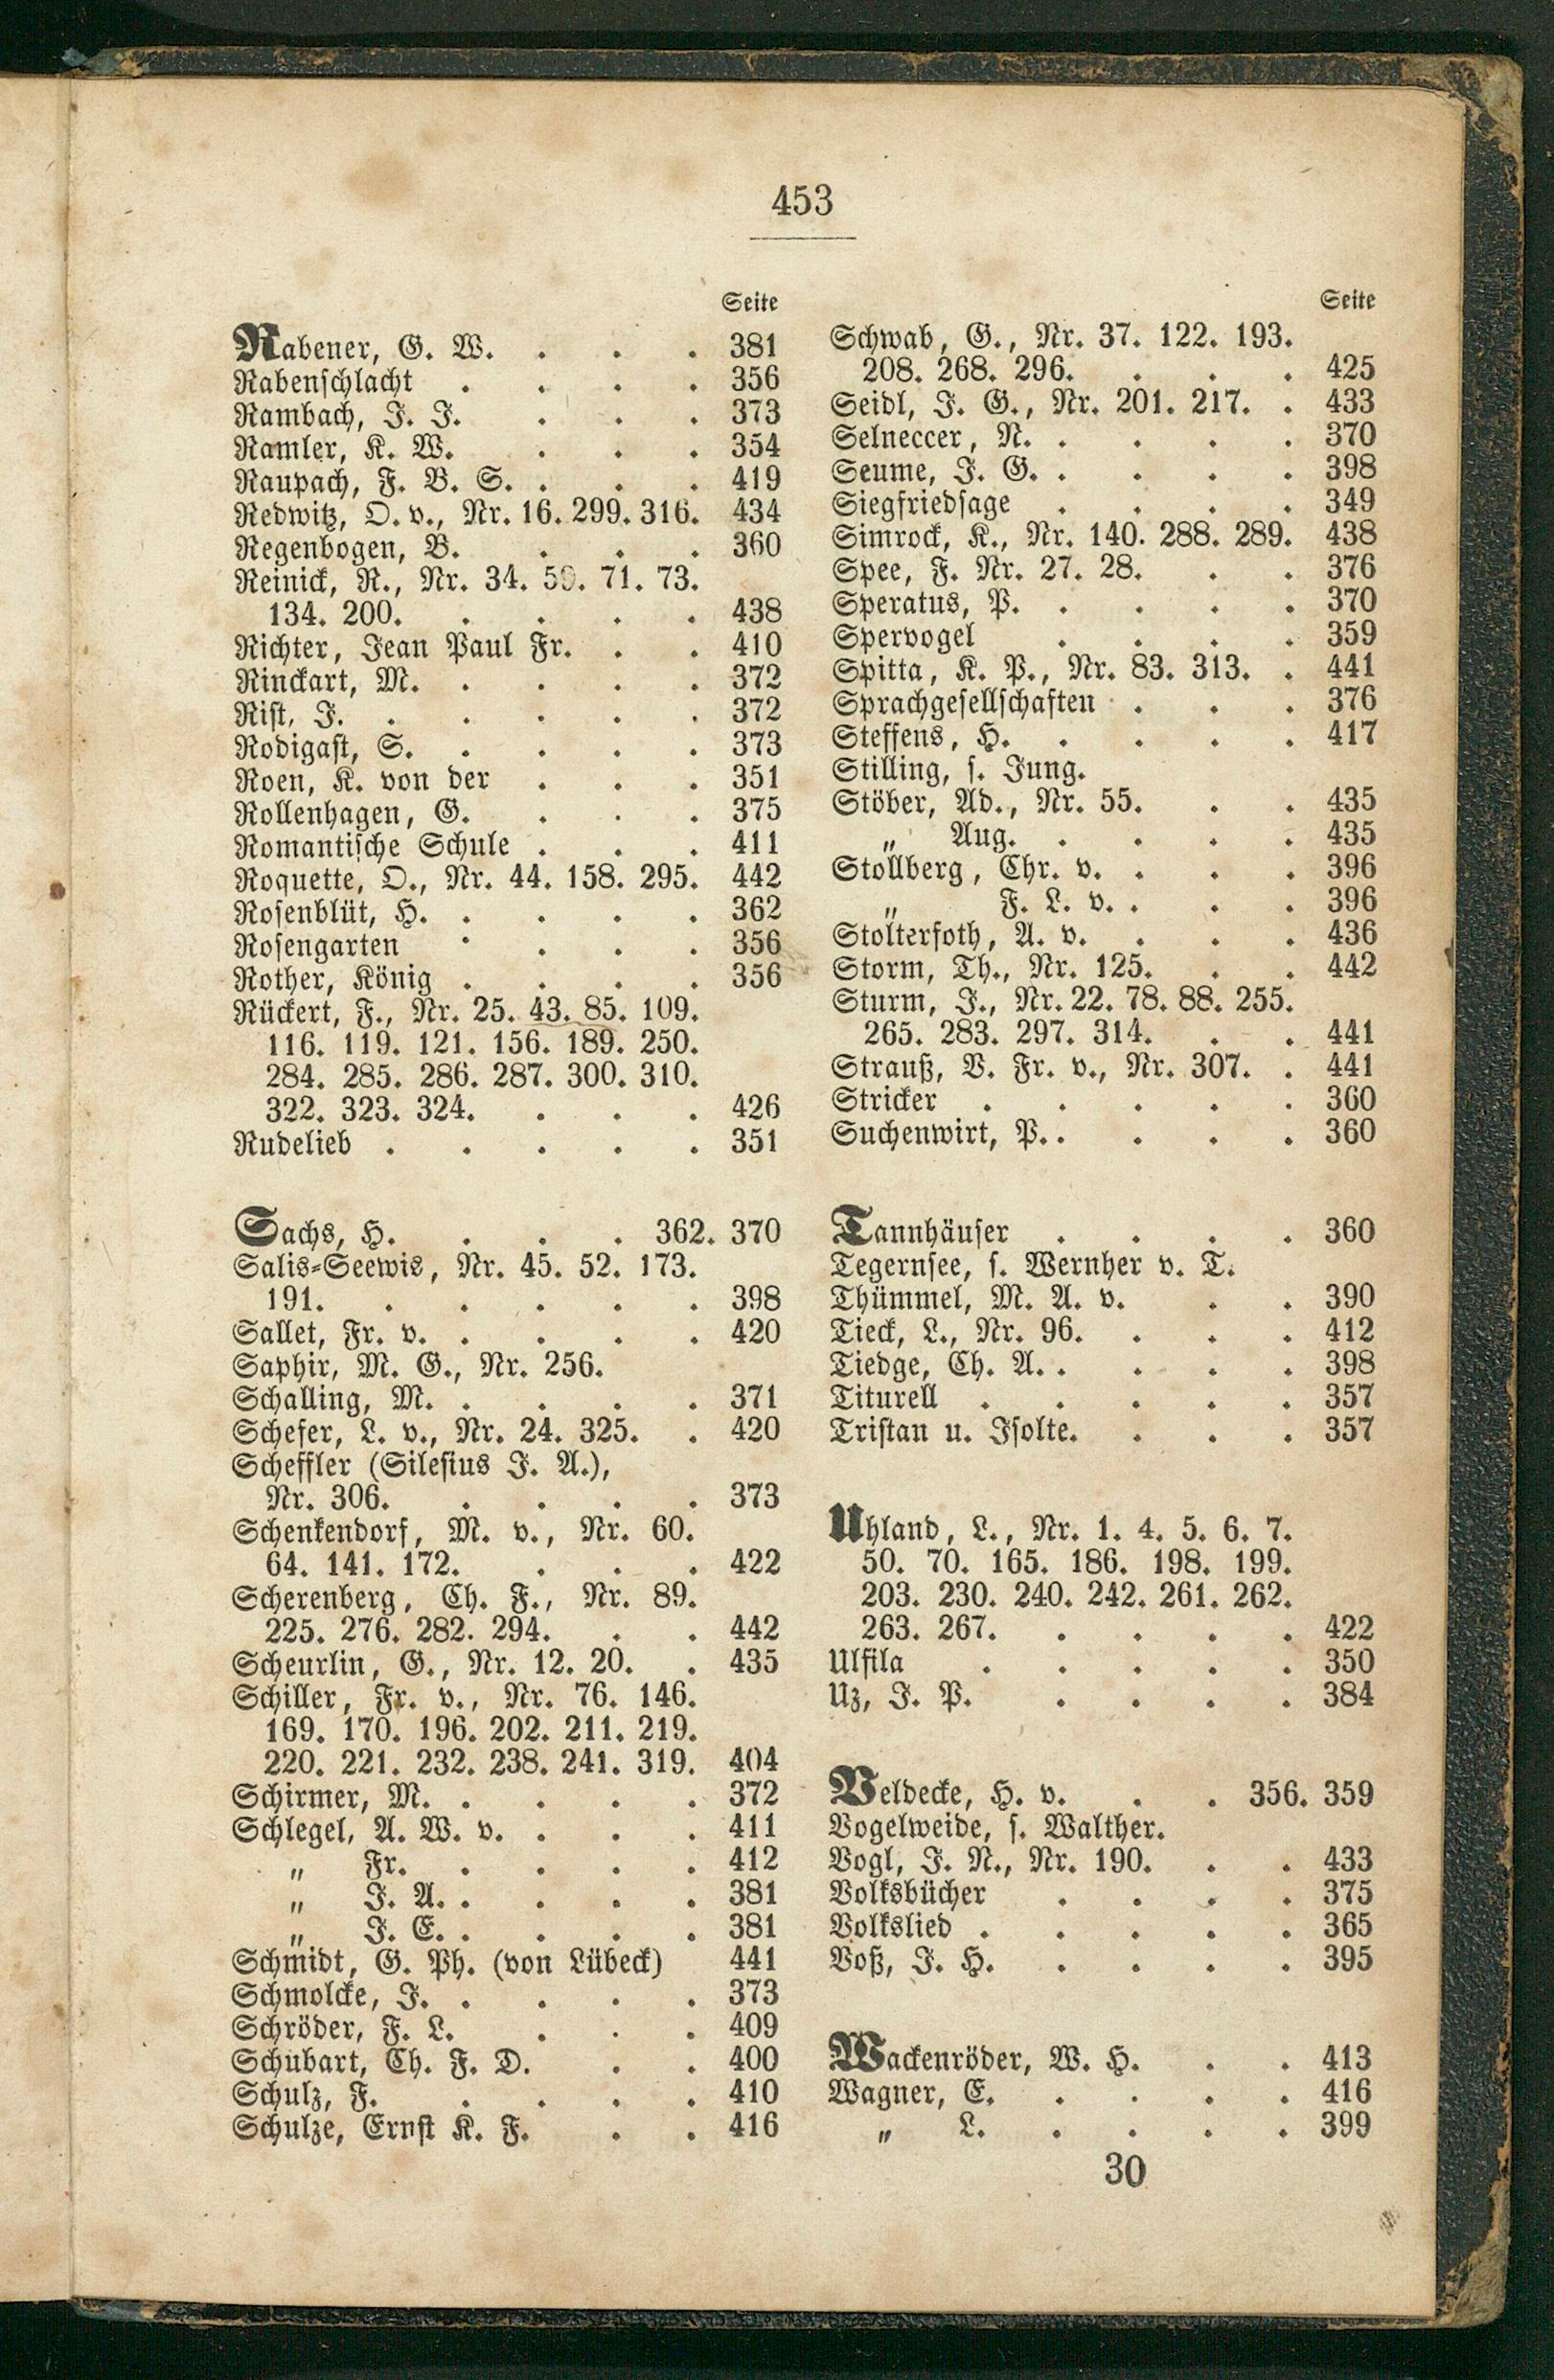 453
Seite
Rabener, G. W. . . . 381
Rabenschlacht . . . . 356
Rambach, J. J. . . . 373
Ramler, K. W. . . . 354
Raupach, F. B. S. . . . 419
Redwitz, O. v., Nr. 16. 299. 316. 434
Regenbogen, B. . . . 360
Reinick, R., Nr. 34. 59. 71. 73.
134. 200. . . . . 438
Richter, Jean Paul Fr. . . 410
Rinckart, M. . . . . 372
Rist, J. . . . . . 372
Rodigast, S. . . . . 373
Roen, K. von der . . . 351
Rollenhagen, G. . . . 375
Romantische Schule . . . 411
Roquette, O., Nr. 44. 158. 295. 442
Rosenblüt, H. . . . . 362
Rosengarten . . . . 356
Rother, König . . . . 356
Rückert, F., Nr. 25. 43. 85. 109.
116. 119. 121. 156. 189. 250.
284. 285. 286. 287. 300. 310.
322. 323. 324. . . . 426
Rudelieb . . . . . 351
Sachs, H. . . . 362. 370
Salis-Seewis, Nr. 45. 52. 173.
191. . . . . . 398
Sallet, Fr. v. . . . . 420
Saphir, M. G., Nr. 256.
Schalling, M. . . . . 371
Schefer, L. v., Nr. 24. 325. . 420
Scheffler (Silesius J. A.),
Nr. 306. . . . . 373
Schenkendorf, M. v., Nr. 60.
64. 141. 172. . . . 422
Scherenberg, Ch. F., Nr. 89.
225. 276. 282. 294. . . 442
Scheurlin, G., Nr. 12. 20. . 435
Schiller, Fr. v., Nr. 76. 146.
169. 170. 196. 202. 211. 219.
220. 221. 232. 238. 241. 319. 404
Schirmer, M. . . . . 372
Schlegel, A. W. v. . . . 411
„ Fr. . . . . 412
„ J. A. . . . . 381
„ J. E. . . . . 381
Schmidt, G. Ph. (von Lübeck) 441
Schmolcke, J. . . . . 373
Schröder, F. L. . . . 409
Schubart, Ch. F. D. . . 400
Schulz, F. . . . . 410
Schulze, Ernst K. F. . . 416
Seite
Schwab, G., Nr. 37. 122. 193.
208. 268. 296. . . . 425
Seidl, J. G., Nr. 201. 217. . 433
Selneccer, N. . . . . 370
Seume, J. G. . . . . 398
Siegfriedsage . . . . 349
Simrock, K., Nr. 140. 288. 289. 438
Spee, F. Nr. 27. 28. . . 376
Speratus, P. . . . . 370
Spervogel . . . . 359
Spitta, K. P., Nr. 83. 313. . 441
Sprachgesellschaften . . . 376
Steffens, H. . . . . 417
Stilling, s. Jung.
Stöber, Ad., Nr. 55. . . 435
„ Aug. . . . . 435
Stollberg, Chr. v. . . . 396
„ F. L. v. . . . 396
Stolterfoth, A. v. . . . 436
Storm, Th., Nr. 125. . . 442
Sturm, J., Nr. 22. 78. 88. 255.
265. 283. 297. 314. . . 441
Strauß, V. Fr. v., Nr. 307. . 441
Stricker . . . . . 360
Suchenwirt, P. . . . . 360
Tannhäuser . . . . 360
Tegernsee, s. Wernher v. T.
Thümmel, M. A. v. . . 390
Tieck, L., Nr. 96. . . . 412
Tiedge, Ch. A. . . . . 398
Titurell . . . . . 357
Tristan u. Isolte. . . . 357
Uhland, L., Nr. 1. 4. 5. 6. 7.
50. 70. 165. 186. 198. 199.
203. 230. 240. 242. 261. 262.
263. 267. . . . . 422
Ulfila . . . . . 350
Uz, J. P. . . . . 384
Veldecke, H. v. . . 356. 359
Vogelweide, s. Walther.
Vogl, J. N., Nr. 190. . . 433
Volksbücher . . . . 375
Volkslied . . . . . 365
Voß, J. H. . . . . 395
Wackenröder, W. H. . . 413
Wagner, E. . . . . 416
„ L. . . . . 399
30